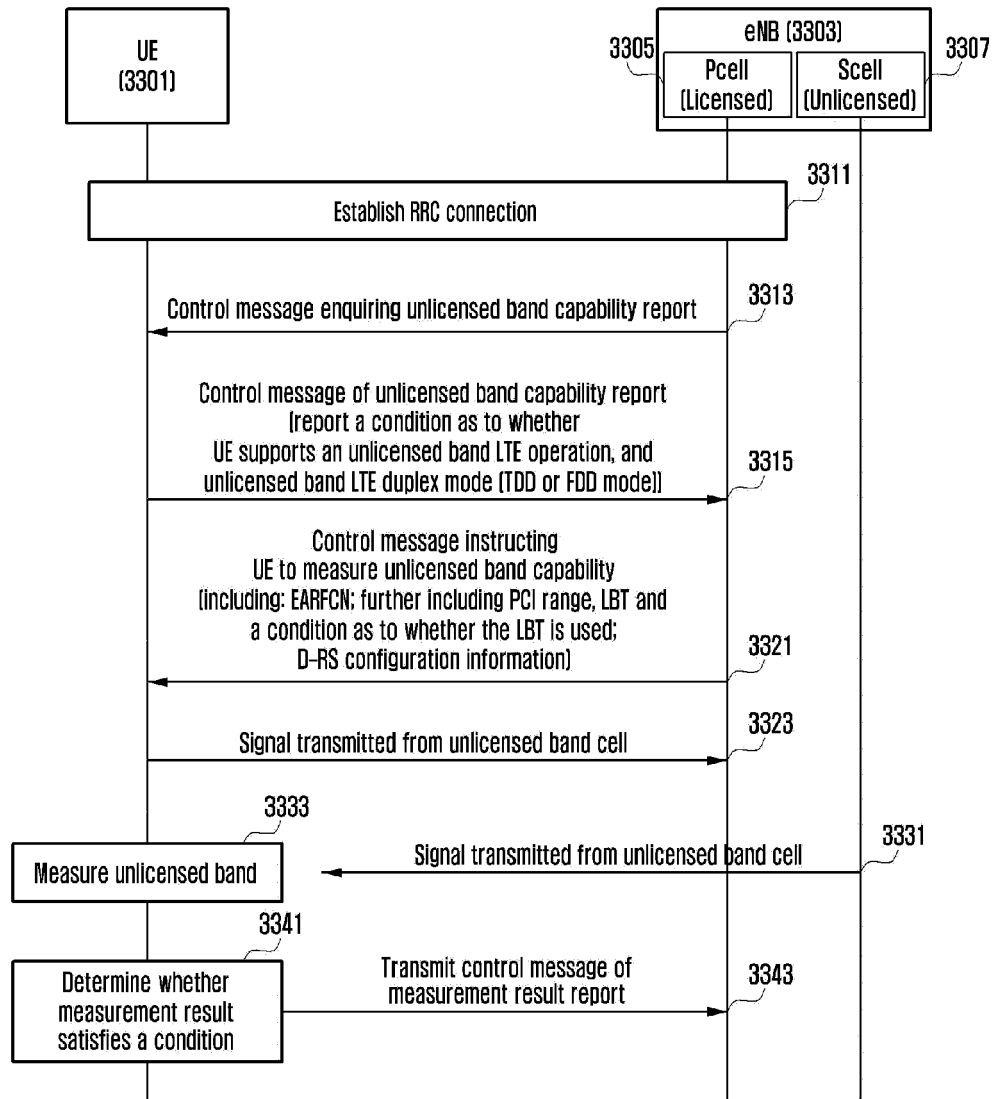 UE
(3301)
eNB (3303)
3305
3307
Pcell
(Licensed)
Scell
(Unlicensed)
3311
Establish RRC connection
3313
Control message enquiring unlicensed band capability report
Control message of unlicensed band capability report
(report a condition as to whether
UE supports an unlicensed band LTE operation, and
unlicensed band LTE duplex mode (TDD or FDD mode))
3315
Control message instructing
UE to measure unlicensed band capability
(including: EARFCN; further including PCI range, LBT and
a condition as to whether the LBT is used;
D-RS configuration information)
3321
3323
Signal transmitted from unlicensed band cell
3333
Measure unlicensed band
Signal transmitted from unlicensed band cell
3331
3341
Determine whether
measurement result
satisfies a condition
Transmit control message of
measurement result report
3343